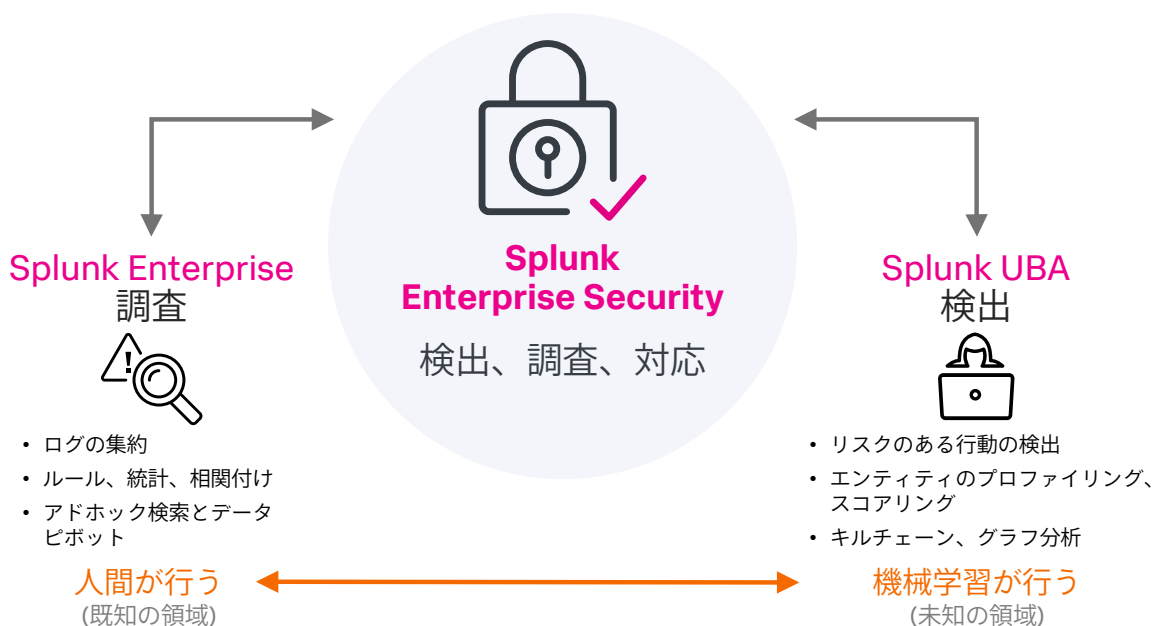 Splunk
Enterprise Security
検出、調査、対応
Splunk Enterprise
調査
!
• ログの集約
• ルール、統計、相関付け
• アドホック検索とデータ
ピボット
人間が行う
(既知の領域)
Splunk UBA
検出
• リスクのある行動の検出
• エンティティのプロファイリング、
スコアリング
• キルチェーン、グラフ分析
機械学習が行う
(未知の領域)